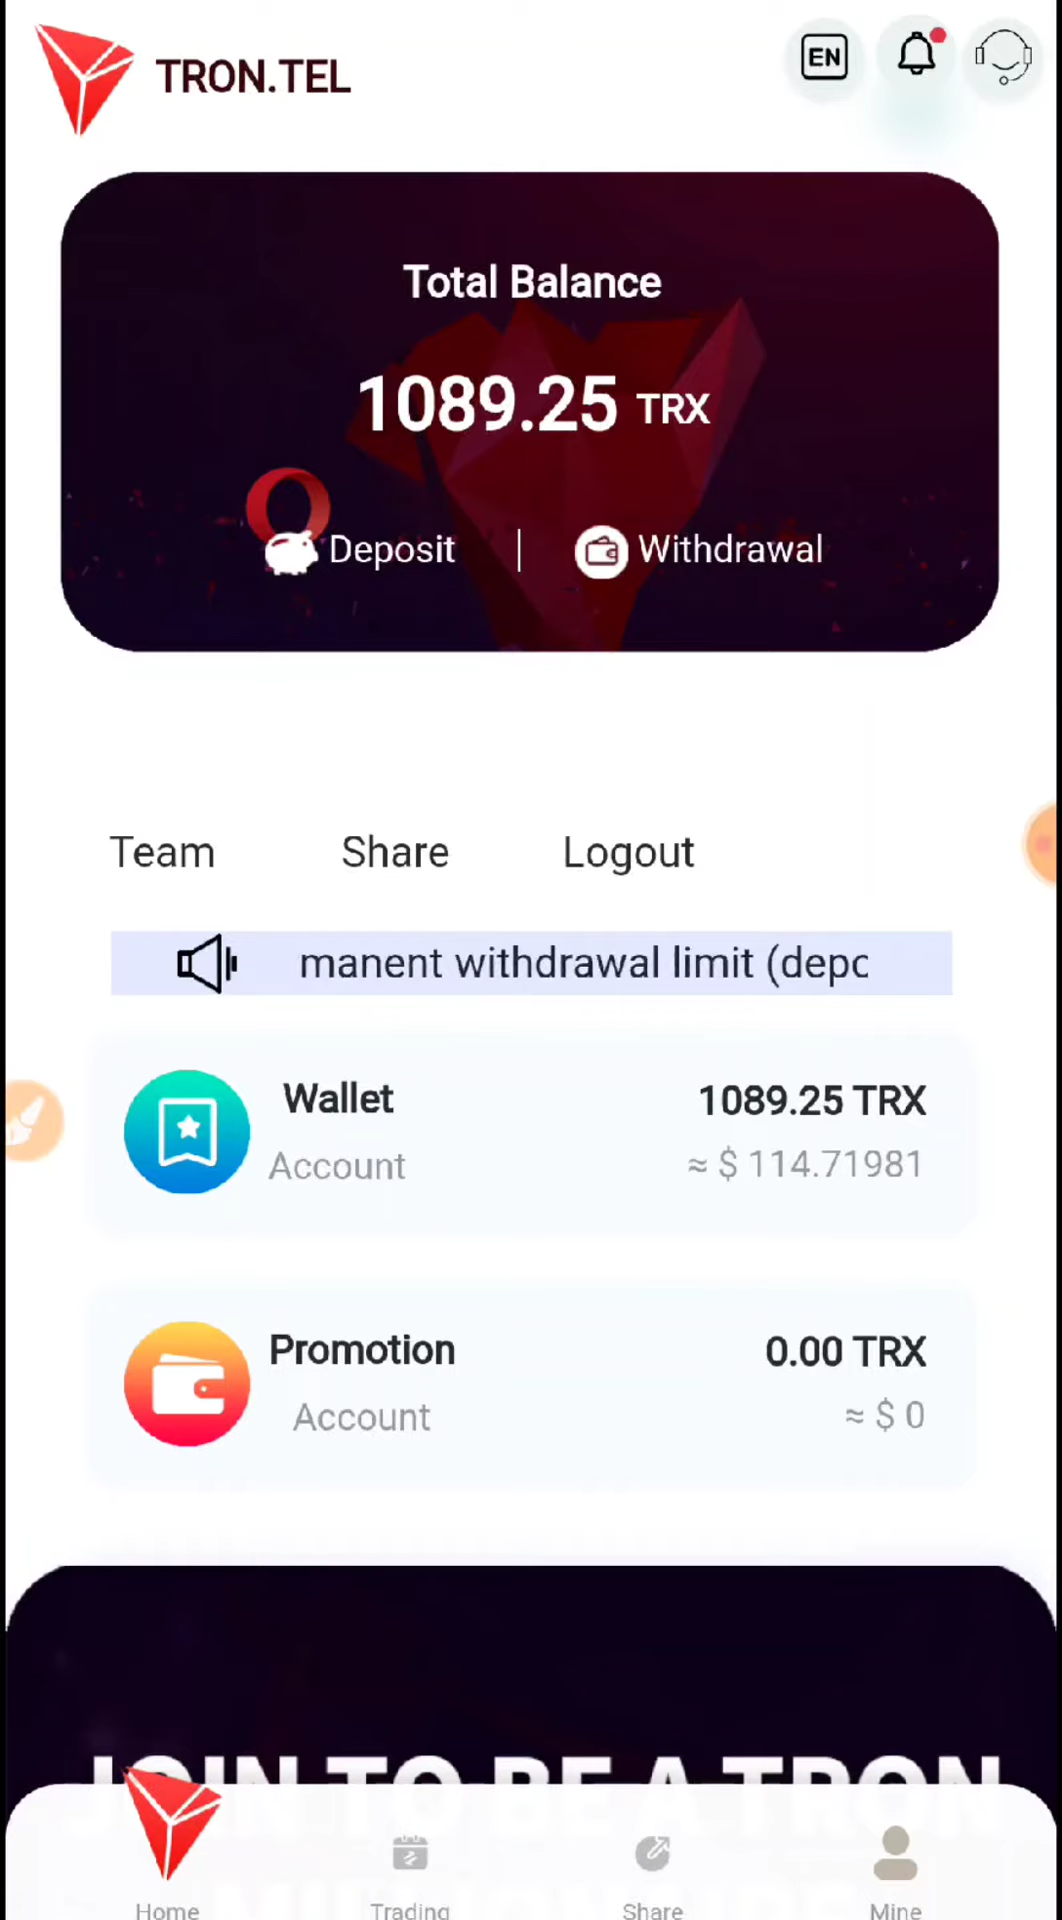 TRON.TEL
EN
Total Balance
1089.25 TRX
Deposit | Withdrawal
Team Share Logout
manent withdrawal limit (depo
Wallet 1089.25 TRX
Account ≈ $ 114.71981
Promotion 0.00 TRX
Account ≈ $ 0
JOIN TO BE A TRON
Home Trading Share Mine